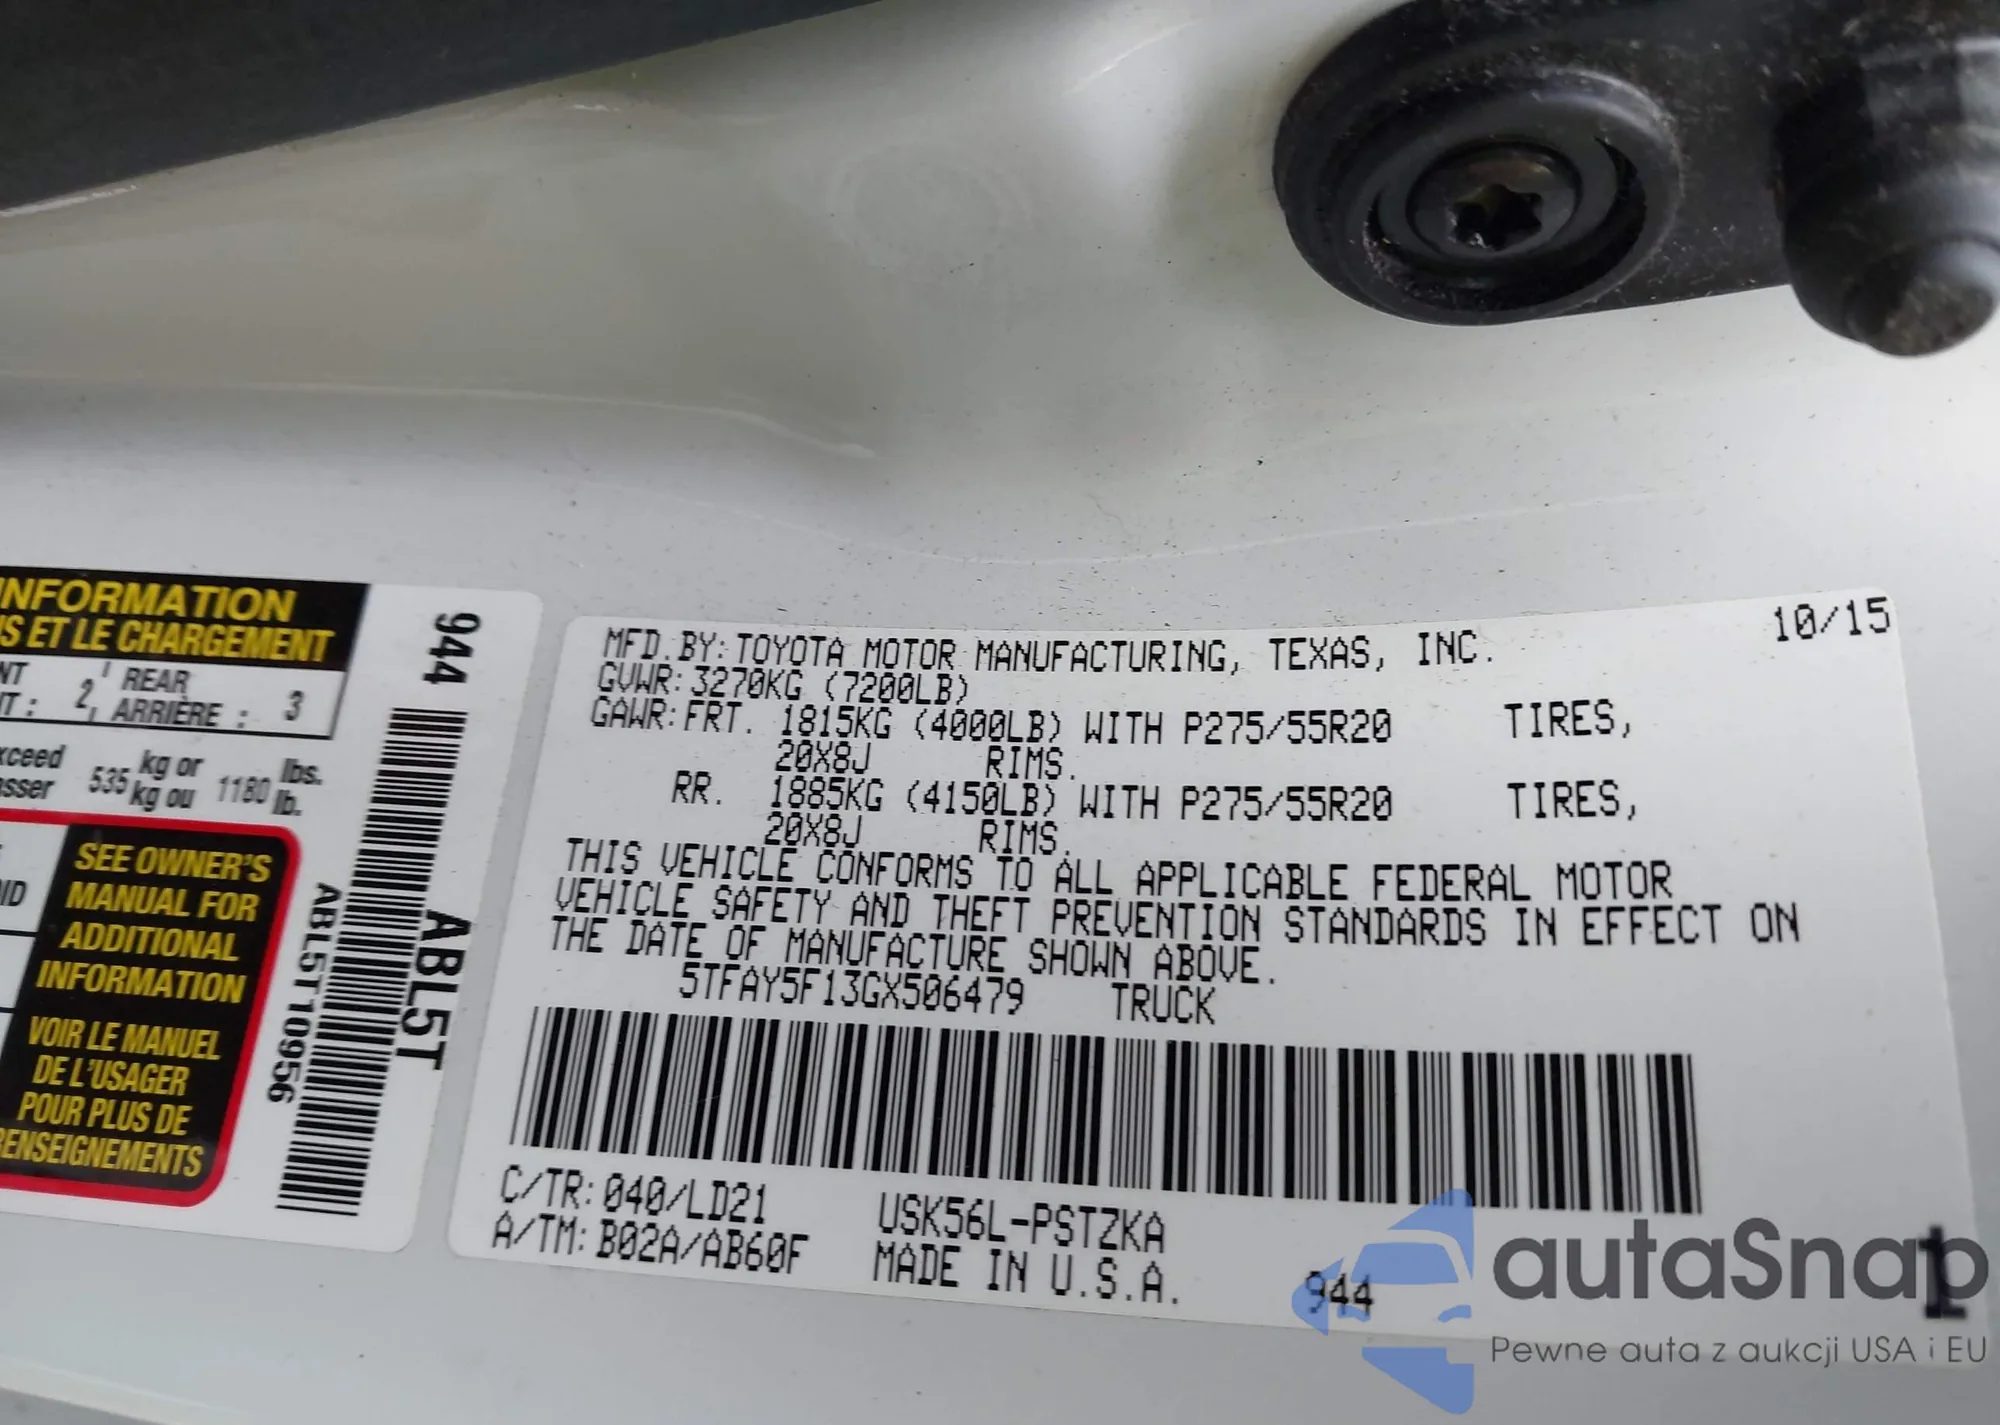 INFORMATION
S ET LE CHARGEMENT
NT 2, REAR 3
T : ARRIÈRE :
xceed 535 kg or 1180 lbs.
asser kg ou lb.
SEE OWNER'S
MANUAL FOR
ADDITIONAL
INFORMATION
VOIR LE MANUEL
DE L'USAGER
POUR PLUS DE
RENSEIGNEMENTS
944
ABL5T
ABL5T10956
10/15
MFD.BY:TOYOTA MOTOR MANUFACTURING, TEXAS, INC.
GVWR:3270KG (7200LB)
GAWR:FRT. 1815KG (4000LB) WITH P275/55R20 TIRES,
20X8J RIMS.
RR. 1885KG (4150LB) WITH P275/55R20 TIRES,
20X8J RIMS.
THIS VEHICLE CONFORMS TO ALL APPLICABLE FEDERAL MOTOR
VEHICLE SAFETY AND THEFT PREVENTION STANDARDS IN EFFECT ON
THE DATE OF MANUFACTURE SHOWN ABOVE.
5TFAY5F13GX506479 TRUCK
C/TR:040/LD21 USK56L-PSTZKA
A/TM:B02A/AB60F MADE IN U.S.A.
944
1
autaSnap
Pewne auta z aukcji USA i EU